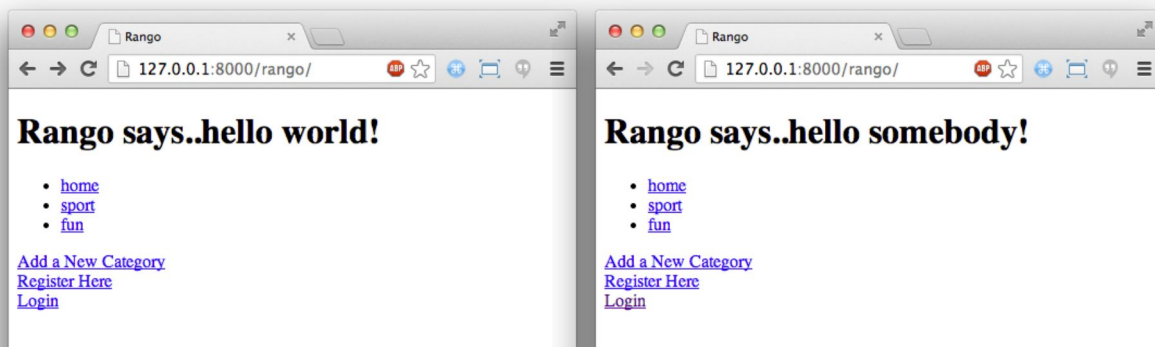 Rango
127.0.0.1:8000/rango/
ABP
Rango says..hello world!
• home
• sport
• fun
Add a New Category
Register Here
Login
Rango
127.0.0.1:8000/rango/
ABP
Rango says..hello somebody!
• home
• sport
• fun
Add a New Category
Register Here
Login